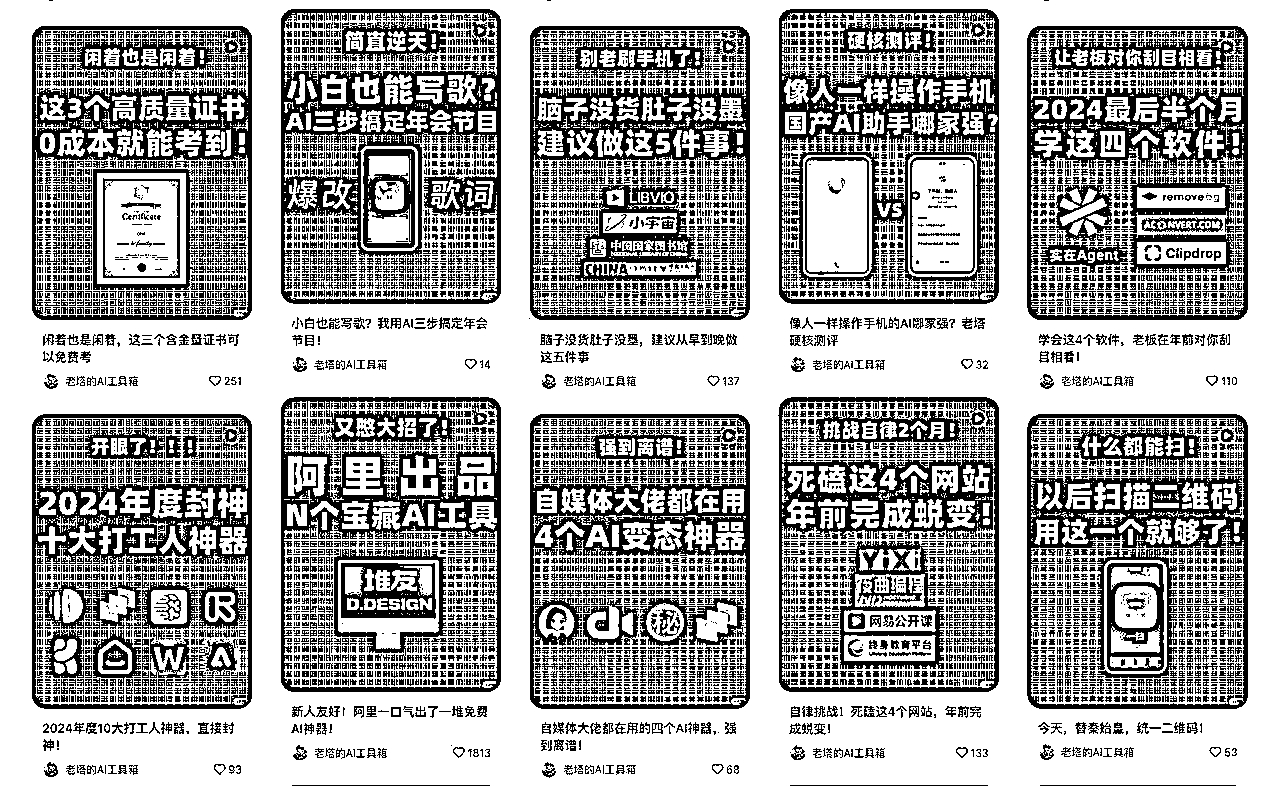 闲着也是闲着！
这3个高质量证书
0成本就能考到！
Certificate
闲着也是闲着，这三个含金量证书可
以免费考
老塔的AI工具箱
251
简直逆天！
小白也能写歌？
AI三步搞定年会节目
爆改
歌词
小白也能写歌？我用AI三步搞定年会
节目！
老塔的AI工具箱
14
别老刷手机了！
脑子没货肚子没墨
建议做这5件事！
LIBVIO
小宇宙
中国国家图书馆
NATIONAL LIBRARY OF CHINA
CHINA
脑子没货肚子没墨，建议从早到晚做
这五件事
老塔的AI工具箱
137
硬核测评！
像人一样操作手机
国产AI助手哪家强？
VS
像人一样操作手机的AI哪家强？老塔
硬核测评
老塔的AI工具箱
32
让老板对你刮目相看！
2024最后半个月
学这四个软件！
removebg
ACONVERT.COM
实在Agent
Clipdrop
学会这4个软件，老板在年前对你刮
目相看！
老塔的AI工具箱
110
开眼了！！！
2024年度封神
十大打工人神器
2024年度10大打工人神器，直接封
神！
老塔的AI工具箱
93
又憋大招了！
阿里出品
N个宝藏AI工具
堆友
D.DESIGN
新人友好！阿里一口气出了一堆免费
AI神器！
老塔的AI工具箱
1813
强到离谱！
自媒体大佬都在用
4个AI变态神器
秘
自媒体大佬都在用的四个AI神器，强
到离谱！
老塔的AI工具箱
68
挑战自律2个月！
死磕这4个网站
年前完成蜕变！
YiXi
夜曲编程
网易公开课
终身教育平台
自律挑战！死磕这4个网站，年前完
成蜕变！
老塔的AI工具箱
133
什么都能扫！
以后扫描二维码
用这一个就够了！
今天，替秦始皇，统一二维码！
老塔的AI工具箱
53